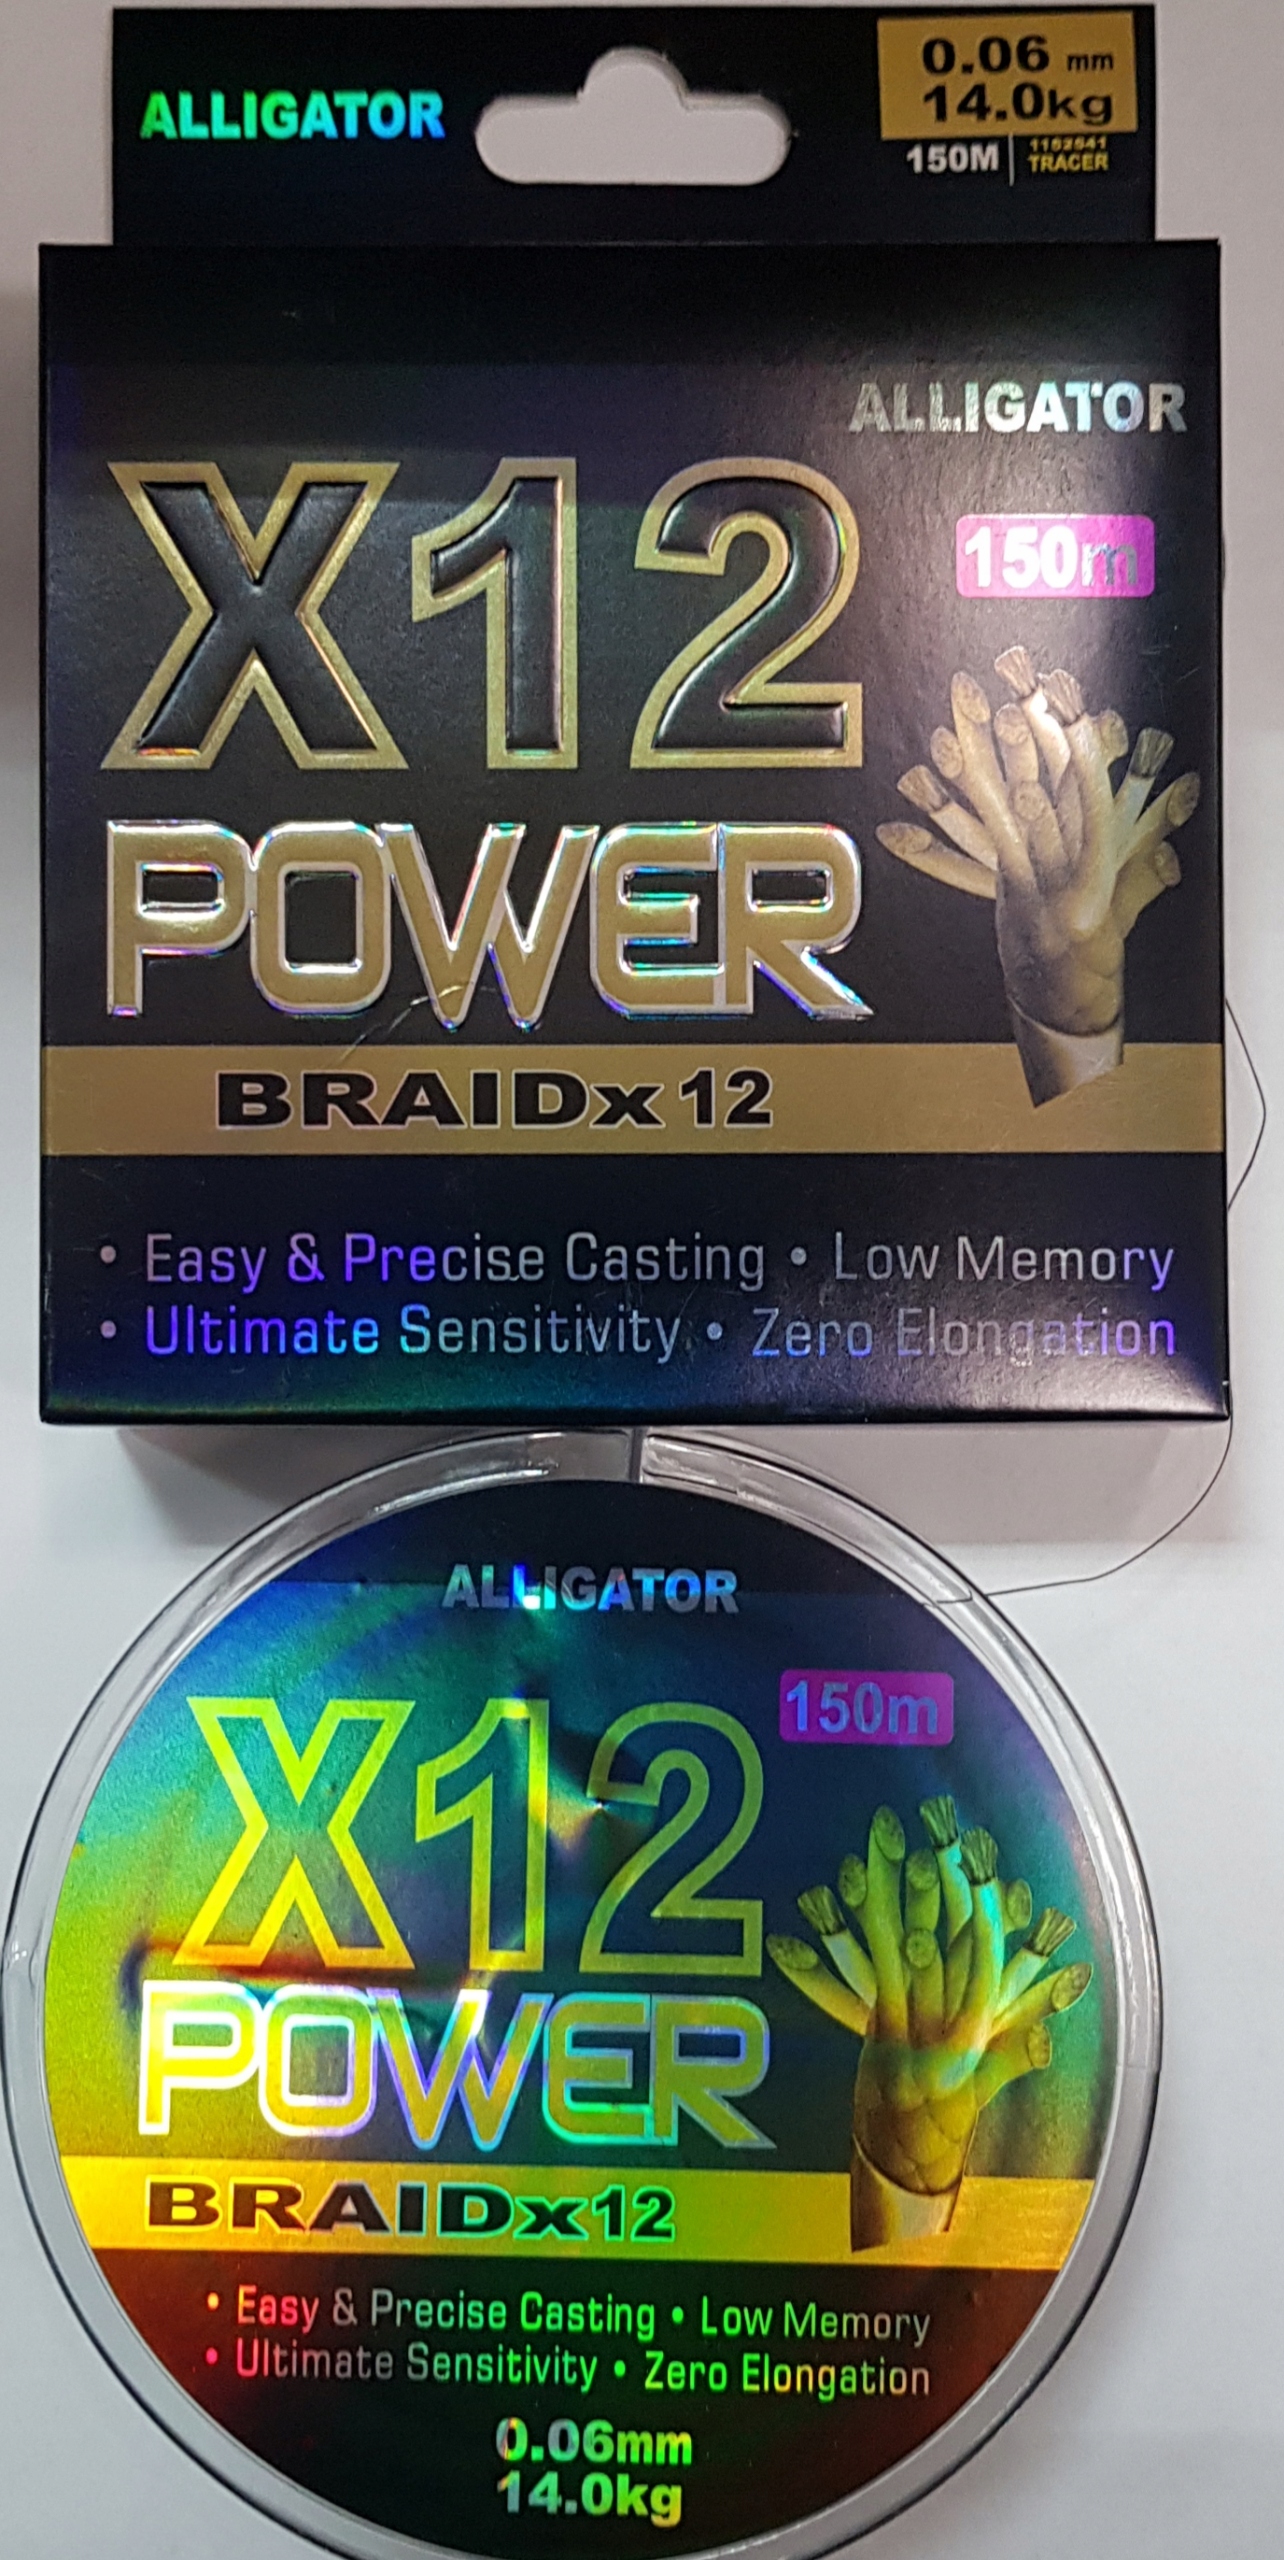 ALLIGATOR
0.06 mm
14.0kg
150M
1152541
TRACER
ALLIGATOR
X12
150m
POWER
BRAIDx12
• Easy & Precise Casting • Low Memory
• Ultimate Sensitivity • Zero Elongation
ALLIGATOR
150m
X12
POWER
BRAIDx12
• Easy & Precise Casting • Low Memory
• Ultimate Sensitivity • Zero Elongation
0.06mm
14.0kg